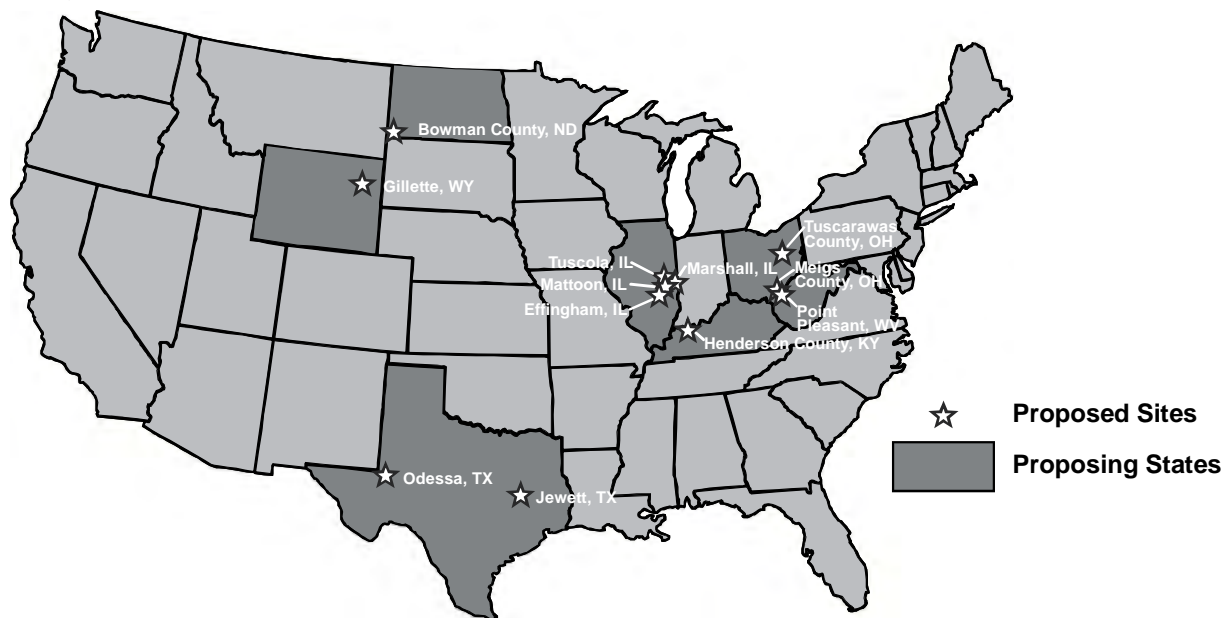 Bowman County, ND
Gillette, WY
Tuscarawas
County, OH
Tuscola, IL
Marshall, IL
Meigs
County, OH
Mattoon, IL
Effingham, IL
Point
Pleasant, WV
Henderson County, KY
Proposed Sites
Proposing States
Odessa, TX
Jewett, TX